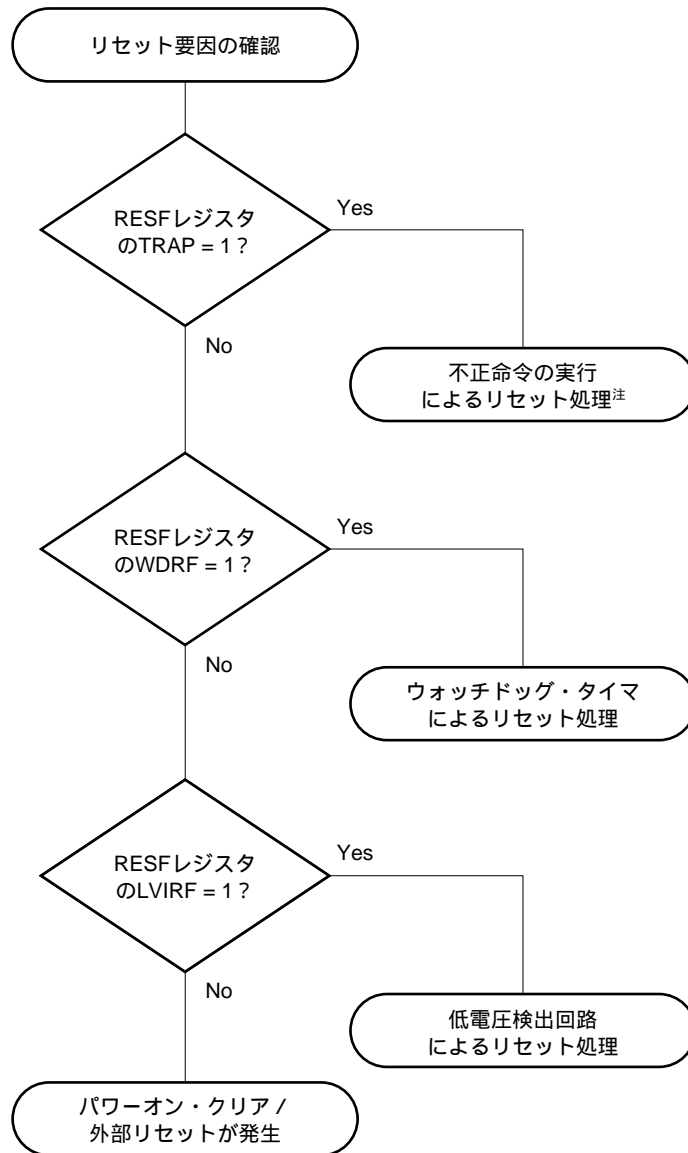 リセット要因の確認
RESFレジスタ
のTRAP = 1？
Yes
No
不正命令の実行
によるリセット処理注
RESFレジスタ
のWDRF = 1？
Yes
No
ウォッチドッグ・タイマ
によるリセット処理
RESFレジスタ
のLVIRF = 1？
Yes
No
低電圧検出回路
によるリセット処理
パワーオン・クリア /
外部リセットが発生